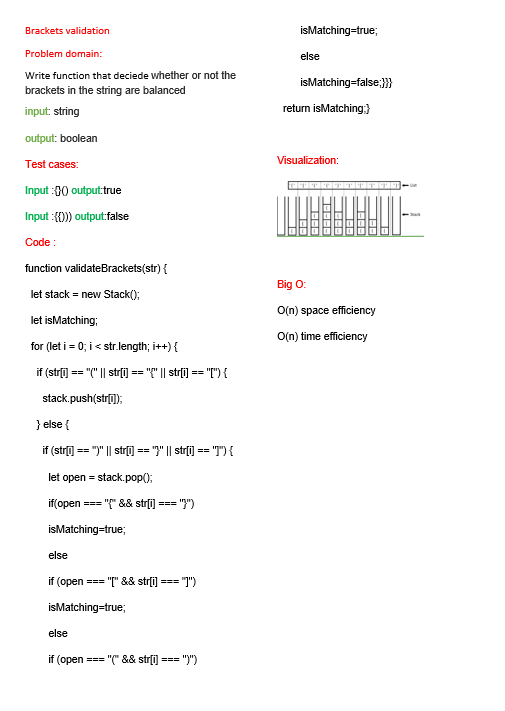 Brackets validation
Problem domain:
Write function that deciede whether or not the
brackets in the string are balanced
input: string
output: boolean
Test cases:
Input :{}() output:true
Input :{{})}) output:false
Code :
function validateBrackets(str) {
let stack = new Stack();
let isMatching;
for (let i = 0; i < str.length; i++) {
if (str[i] == "(" || str[i] == "{" || str[i] == "[") {
stack.push(str[i]);
} else {
if (str[i] == ")" || str[i] == "}" || str[i] == "]") {
let open = stack.pop();
if(open === "{" && str[i] === "}")
isMatching=true;
else
if (open === "[" && str[i] === "]")
isMatching=true;
else
if (open === "(" && str[i] === ")")
isMatching=true;
else
isMatching=false;}}}
return isMatching;}
Visualization:
Stack
Big O:
O(n) space efficiency
O(n) time efficiency